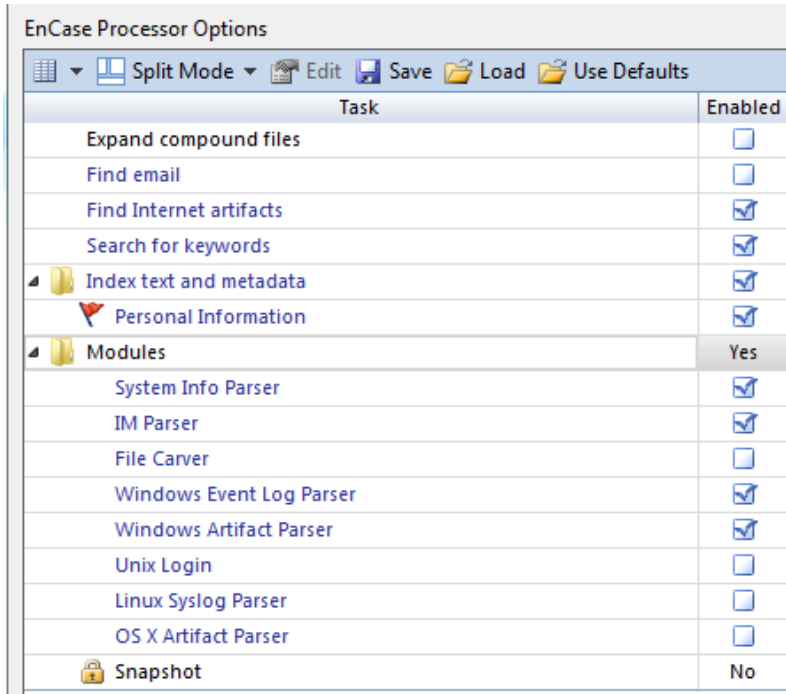 EnCase Processor Options
Split Mode Edit Save Load Use Defaults
Task Enabled
Expand compound files
Find email
Find Internet artifacts
Search for keywords
Index text and metadata
Personal Information
Modules Yes
System Info Parser
IM Parser
File Carver
Windows Event Log Parser
Windows Artifact Parser
Unix Login
Linux Syslog Parser
OS X Artifact Parser
Snapshot No